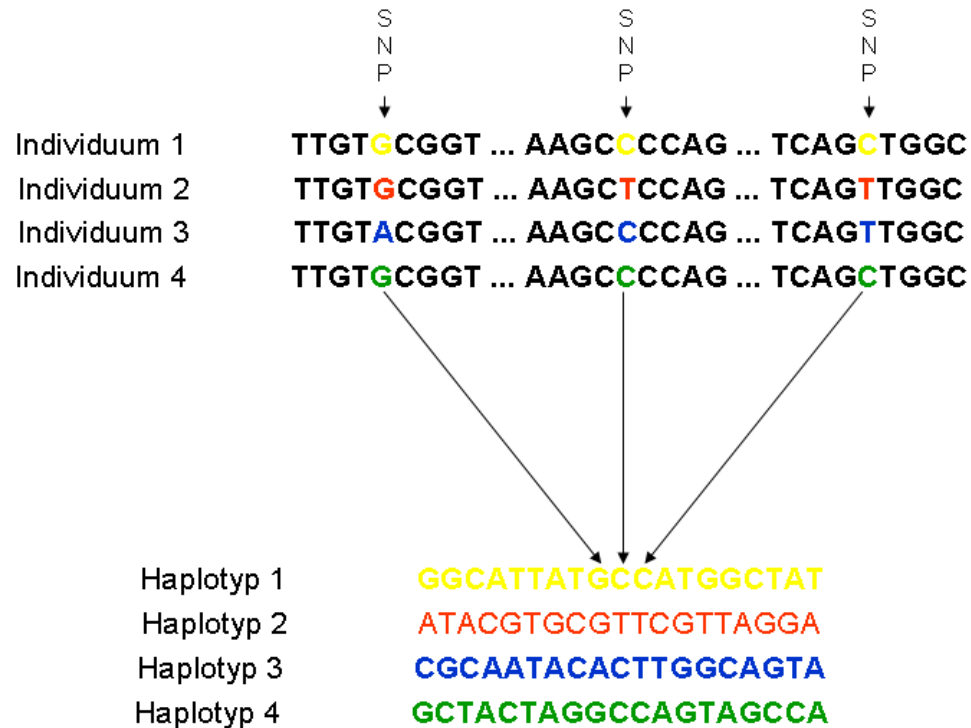 S N P S N P S N P
Individuum 1 TTGTGCGGT ... AAGCCCCAG ... TCAGCTGGC
Individuum 2 TTGTGCGGT ... AAGCTCCAG ... TCAGTTGGC
Individuum 3 TTGTACGGT ... AAGCCCCAG ... TCAGTTGGC
Individuum 4 TTGTGCGGT ... AAGCCCCAG ... TCAGCTGGC
Haplotyp 1 GGCATTATGCCATGGCTAT
Haplotyp 2 ATACGTGCGTTCGTTAGGA
Haplotyp 3 CGCAATACACTTGGCAGTA
Haplotyp 4 GCTACTAGGCCAGTAGCCA